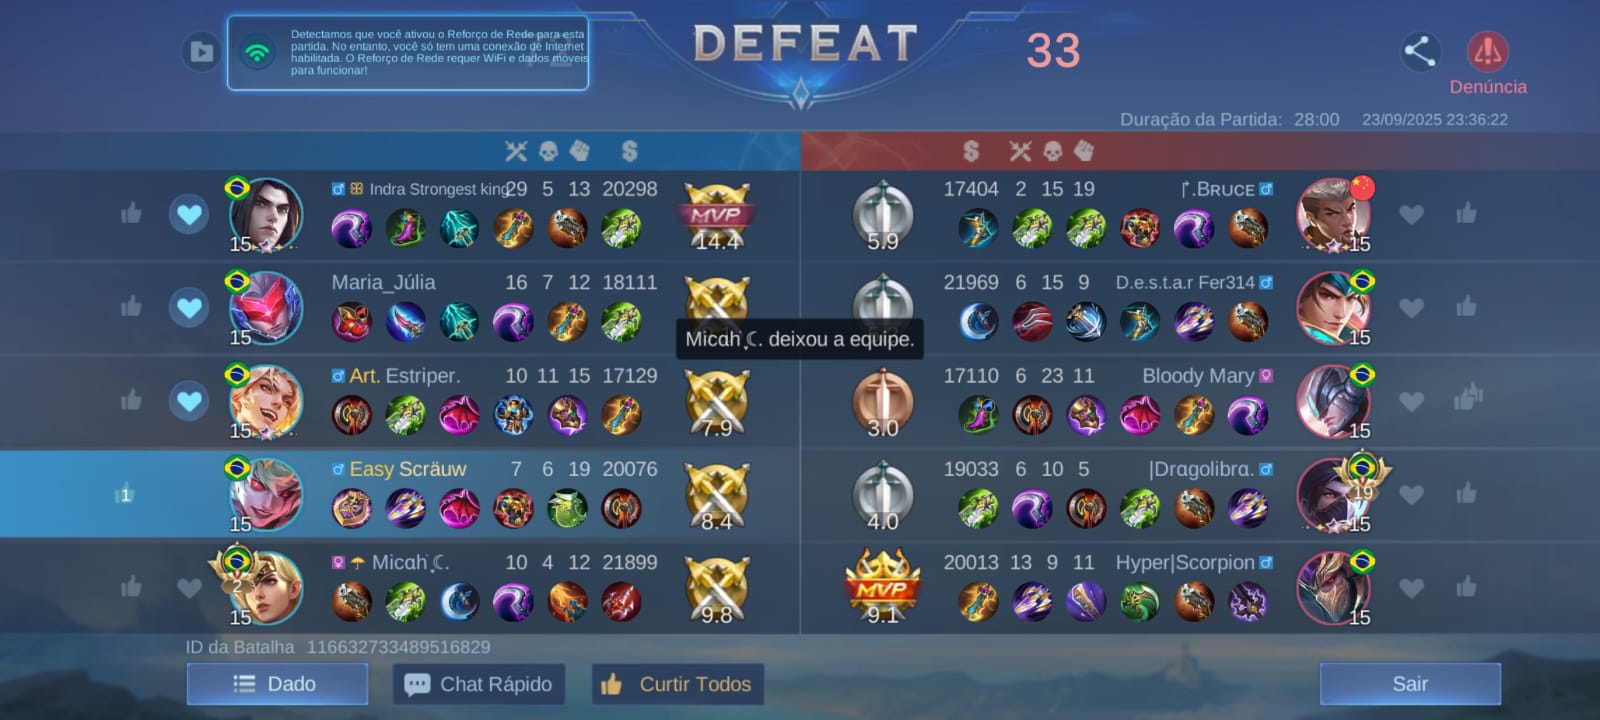 Detectamos que você ativou o Reforço de Rede para esta
partida. No entanto, você só tem uma conexão de Internet
habilitada. O Reforço de Rede requer WiFi e dados móveis
para funcionar!
DEFEAT
33
Denúncia
Duração da Partida: 28:00 23/09/2025 23:36:22
15 Indra Strongest king 29 5 13 20298 MVP 14.4
5.9 17404 2 15 19 ↱.Bʀᴜᴄᴇ 15
15 Maria_Júlia 16 7 12 18111
21969 6 15 9 D.e.s.t.a.r Fer314 15
Micαh ͙☾. deixou a equipe.
15 Art. Estriper. 10 11 15 17129 7.9
3.0 17110 6 23 11 Bloody Mary 15
1 15 Easy Scräuw 7 6 19 20076 8.4
4.0 19033 6 10 5 |Drαgolibrα. 19 15
2 15 Micαh ͙☾. 10 4 12 21899 9.8
MVP 9.1 20013 13 9 11 Hyper|Scorpion 15
ID da Batalha 116632733489516829
Dado
Chat Rápido
Curtir Todos
Sair